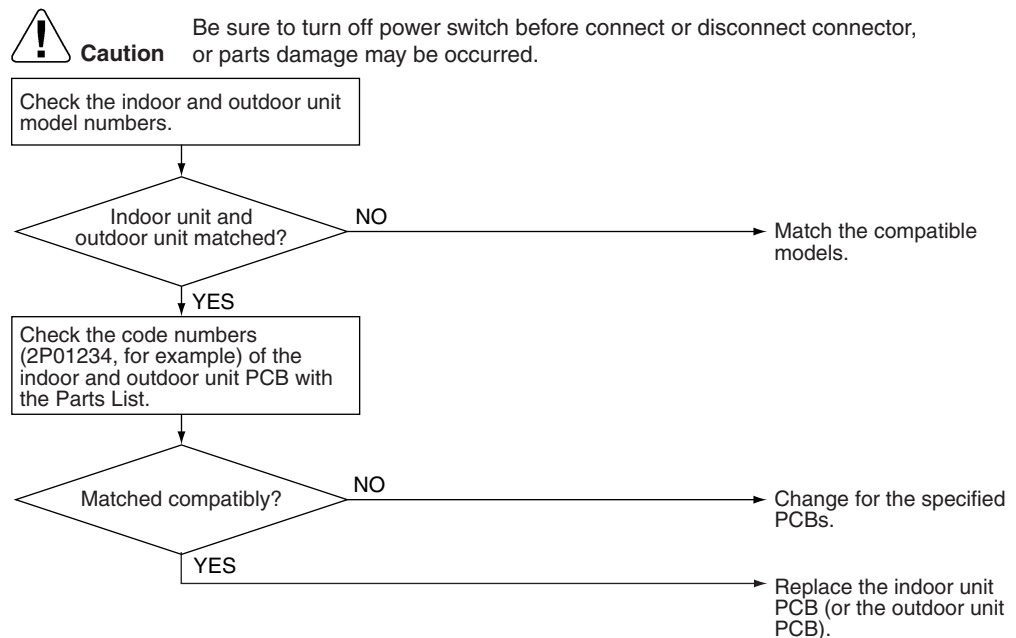 Be sure to turn off power switch before connect or disconnect connector,
Caution or parts damage may be occurred.
Check the indoor and outdoor unit
model numbers.
Indoor unit and
outdoor unit matched?
NO
Match the compatible
models.
YES
Check the code numbers
(2P01234, for example) of the
indoor and outdoor unit PCB with
the Parts List.
Matched compatibly?
NO
Change for the specified
PCBs.
YES
Replace the indoor unit
PCB (or the outdoor unit
PCB).